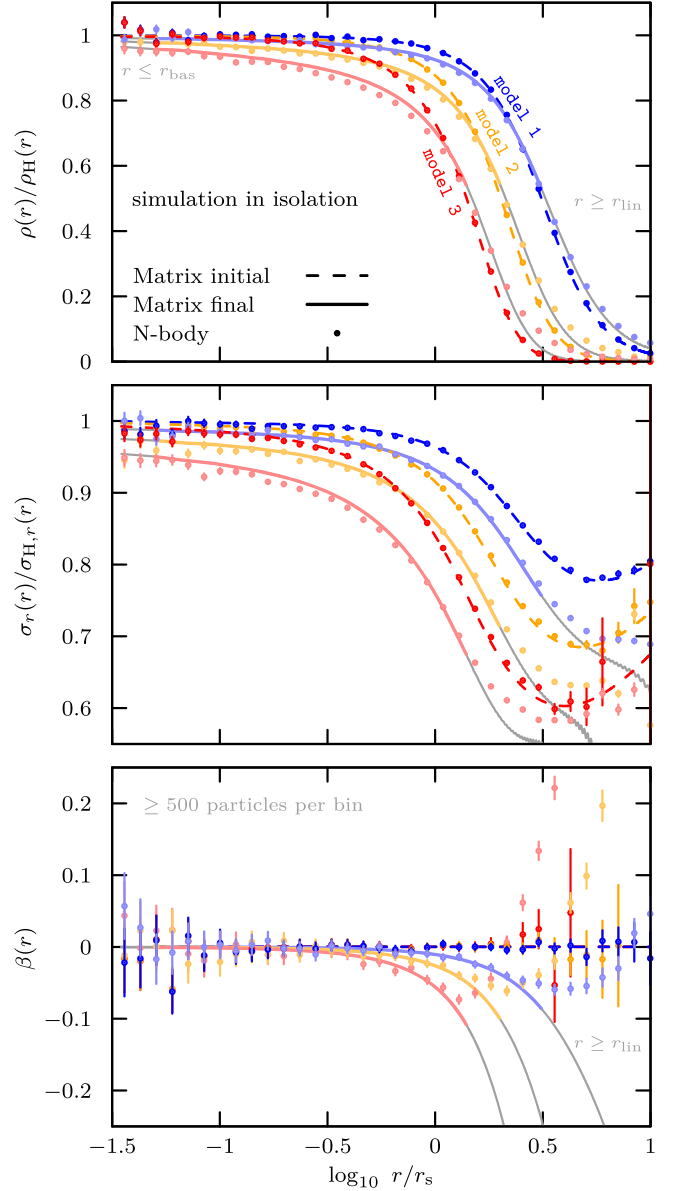 1
0.8
0.6
0.4
0.2
0
ρ(r)/ρ_H(r)
r ≤ r_bas
model 1
model 2
model 3
simulation in isolation
r ≥ r_lin
Matrix initial
Matrix final
N-body
1
0.9
0.8
0.7
0.6
σ_r(r)/σ_H,r(r)
0.2
0.1
0
−0.1
−0.2
β(r)
≥ 500 particles per bin
r ≥ r_lin
−1.5 −1 −0.5 0 0.5 1
log₁₀ r/r_s